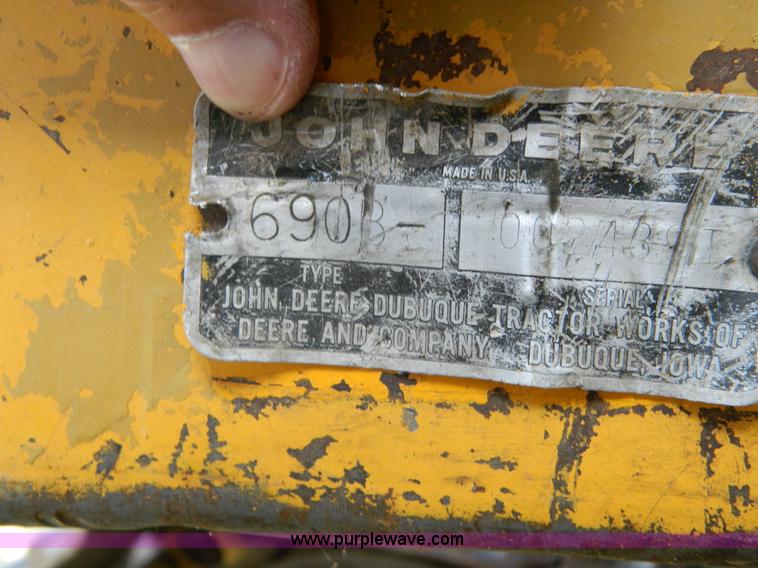 JOHN DEERE
MADE IN U.S.A.
690B-
TYPE
SERIAL
JOHN DEERE DUBUQUE TRACTOR WORKS OF
DEERE AND COMPANY, DUBUQUE, IOWA
www.purplewave.com